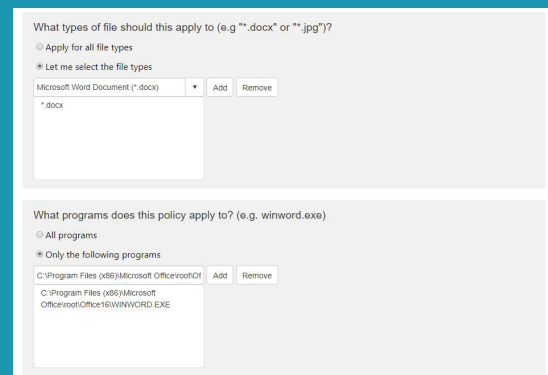 What types of file should this apply to (e.g "*.docx" or "*.jpg")?
Apply for all file types
Let me select the file types
Microsoft Word Document (*.docx) Add Remove
*.docx
What programs does this policy apply to? (e.g. winword.exe)
All programs
Only the following programs
C:\Program Files (x86)\Microsoft Office\root\Of Add Remove
C:\Program Files (x86)\Microsoft
Office\root\Office16\WINWORD.EXE